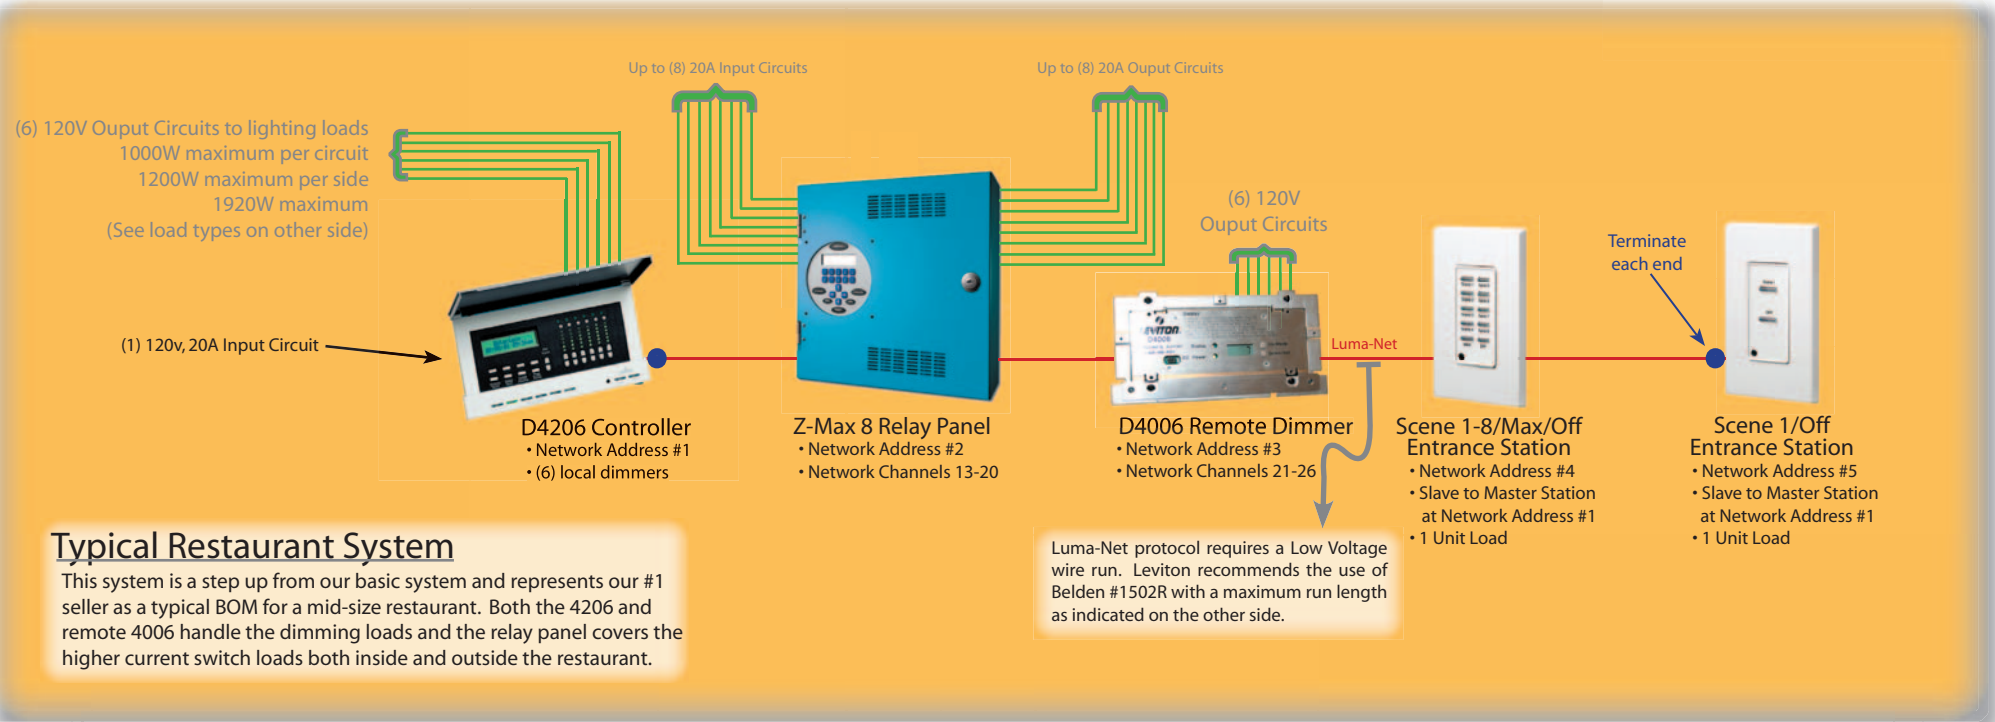 Up to (8) 20A Input Circuits
Up to (8) 20A Ouput Circuits
(6) 120V Ouput Circuits to lighting loads
1000W maximum per circuit
1200W maximum per side
1920W maximum
(See load types on other side)
(6) 120V
Ouput Circuits
Terminate
each end
(1) 120v, 20A Input Circuit
LEVITON
D4006
Luma-Net
D4206 Controller
• Network Address #1
• (6) local dimmers
Z-Max 8 Relay Panel
• Network Address #2
• Network Channels 13-20
D4006 Remote Dimmer
• Network Address #3
• Network Channels 21-26
Scene 1-8/Max/Off
Entrance Station
• Network Address #4
• Slave to Master Station
at Network Address #1
• 1 Unit Load
Scene 1/Off
Entrance Station
• Network Address #5
• Slave to Master Station
at Network Address #1
• 1 Unit Load
Typical Restaurant System
This system is a step up from our basic system and represents our #1
seller as a typical BOM for a mid-size restaurant. Both the 4206 and
remote 4006 handle the dimming loads and the relay panel covers the
higher current switch loads both inside and outside the restaurant.
Luma-Net protocol requires a Low Voltage
wire run. Leviton recommends the use of
Belden #1502R with a maximum run length
as indicated on the other side.